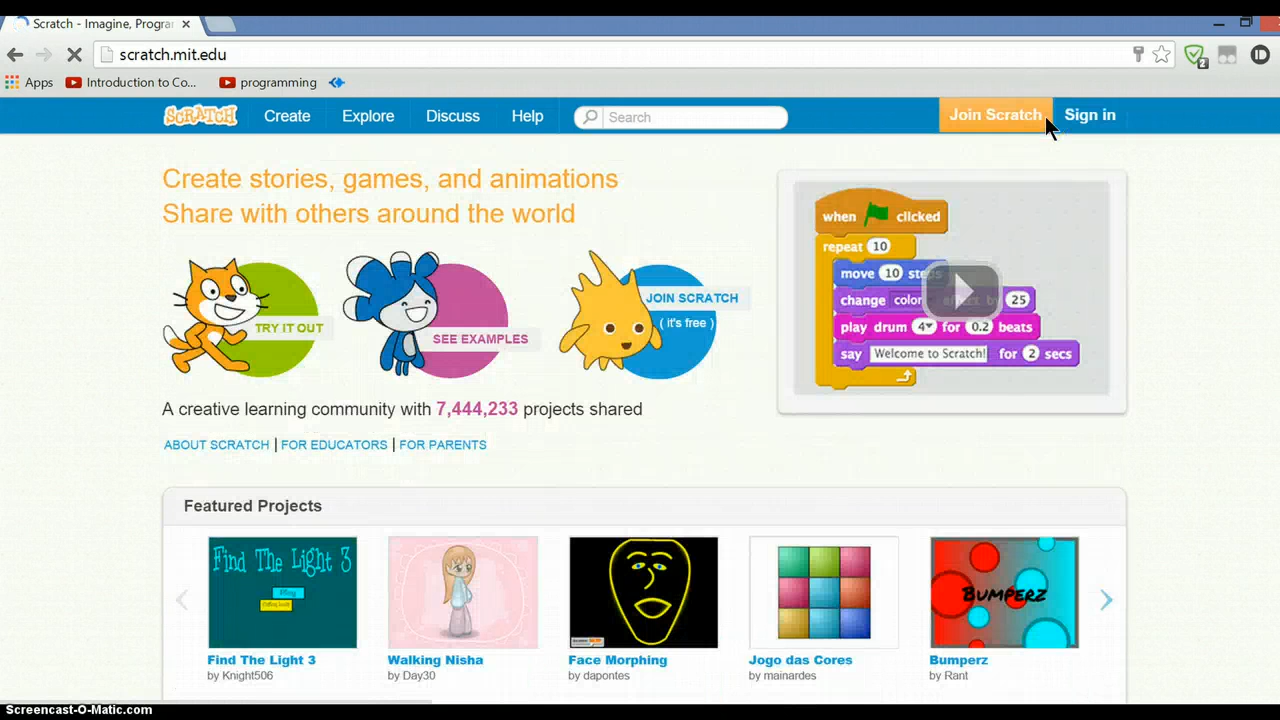 Scratch - Imagine, Progra
scratch.mit.edu
2
Apps Introduction to Co... programming
SCRATCH Create Explore Discuss Help Search Join Scratch Sign in
Create stories, games, and animations
Share with others around the world
TRY IT OUT
SEE EXAMPLES
JOIN SCRATCH
( it's free )
when clicked
repeat 10
move 10 steps
change color effect by 25
play drum 4 for 0.2 beats
say Welcome to Scratch! for 2 secs
A creative learning community with 7,444,233 projects shared
ABOUT SCRATCH | FOR EDUCATORS | FOR PARENTS
Featured Projects
Find The Light 3
Play
BUMPERZ
Find The Light 3
by Knight506
Walking Nisha
by Day30
Face Morphing
by dapontes
Jogo das Cores
by mainardes
Bumperz
by Rant
Screencast-O-Matic.com